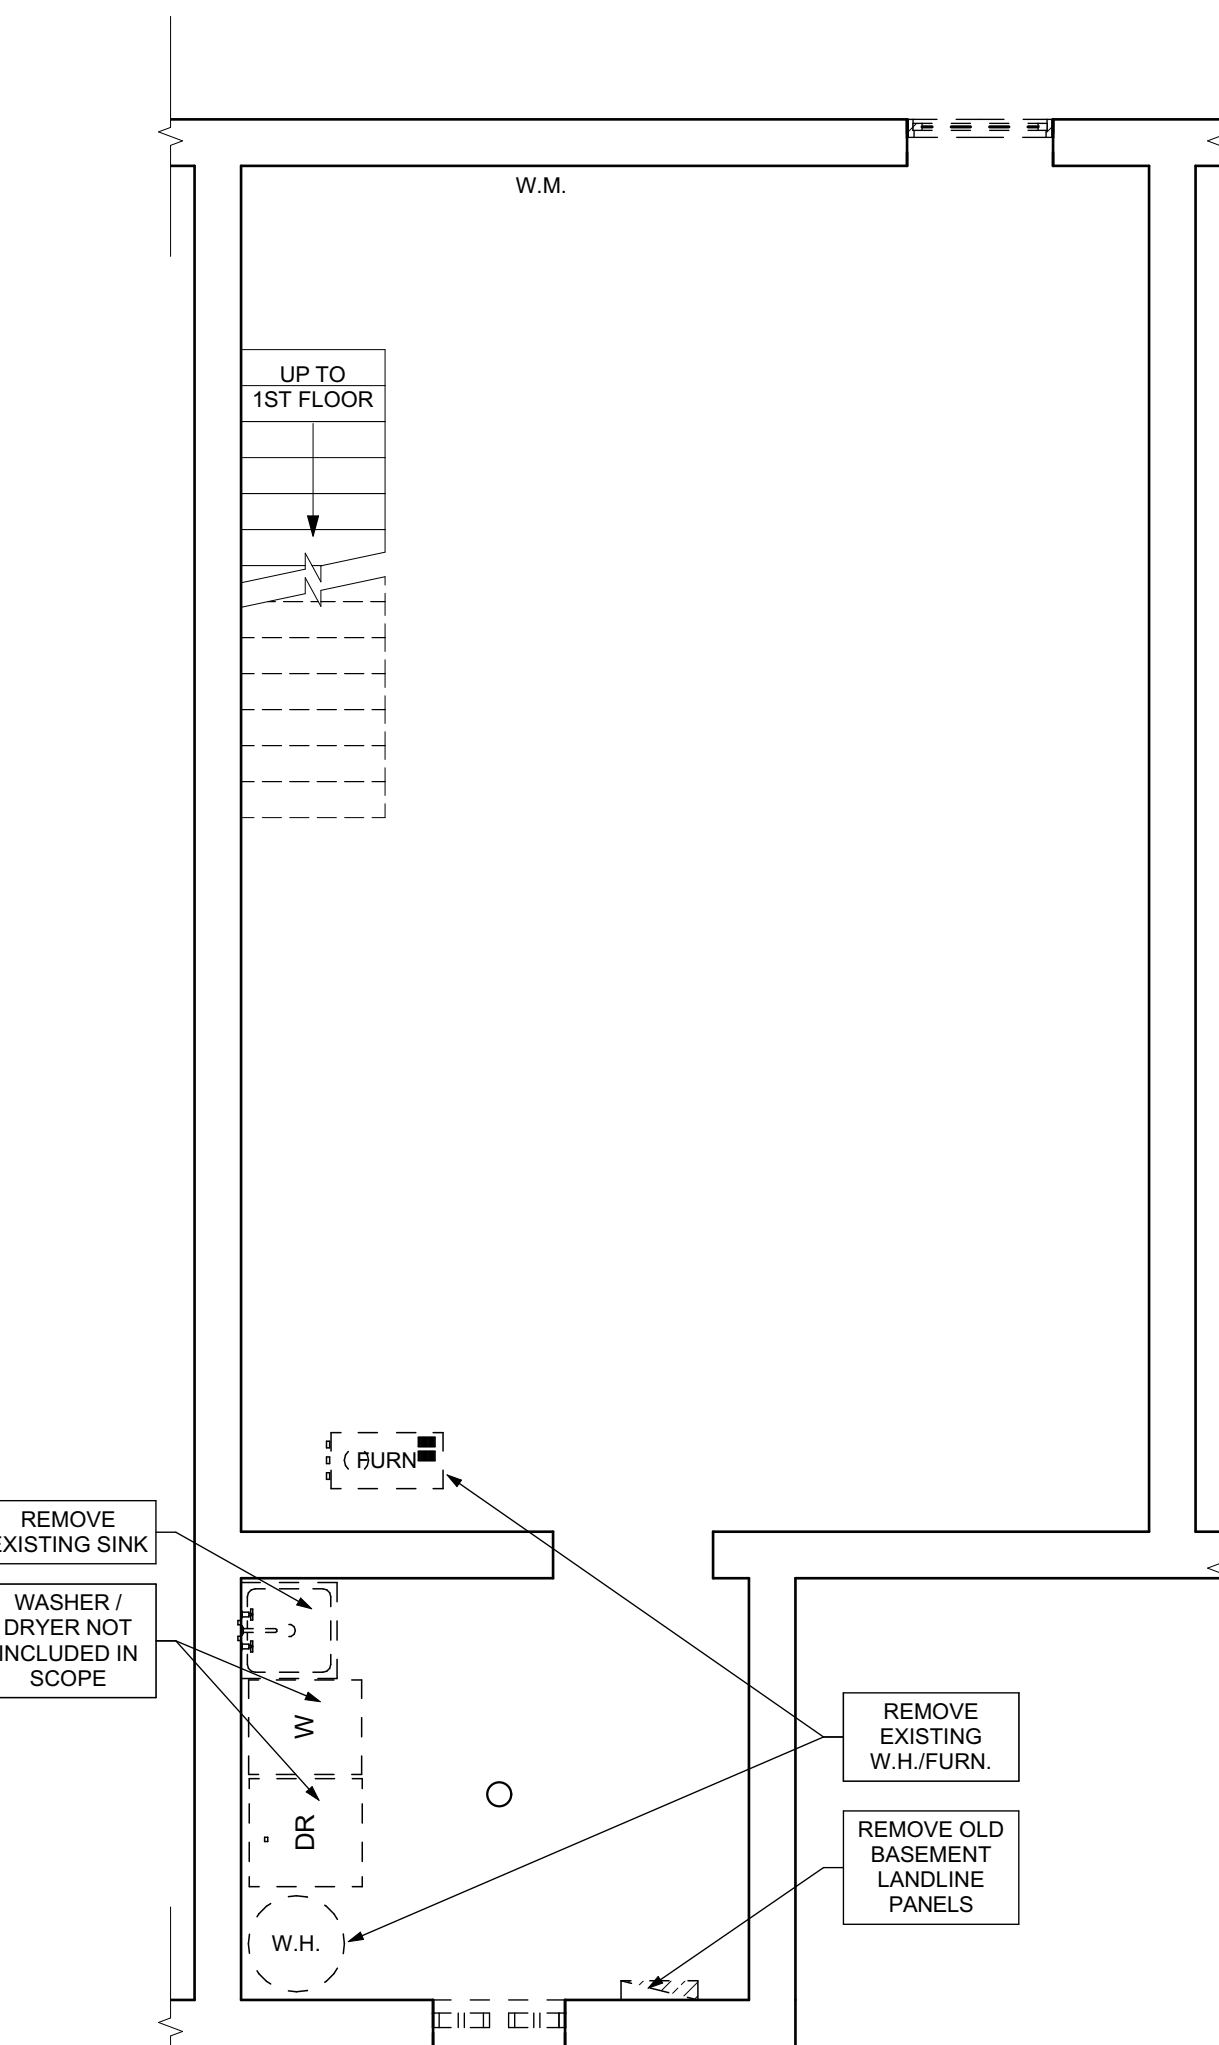 W.M.
UP TO
1ST FLOOR
FURN
REMOVE
EXISTING SINK
WASHER /
DRYER NOT
INCLUDED IN
SCOPE
W
DR
W.H.
REMOVE
EXISTING
W.H./FURN.
REMOVE OLD
BASEMENT
LANDLINE
PANELS